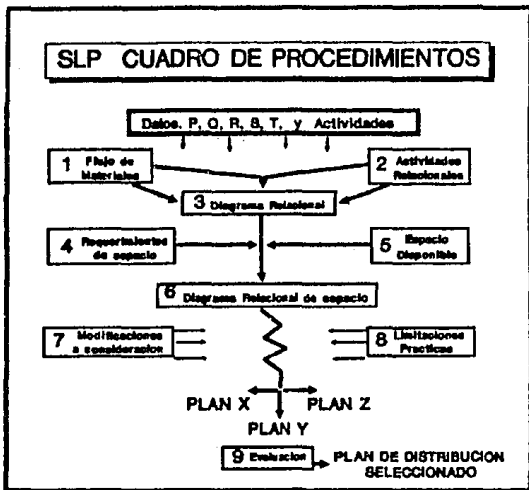 SLP CUADRO DE PROCEDIMIENTOS
Datos. P, Q, R, S, T, y Actividades
1 Flujo de
Materiales
2 Actividades
Relacionales
3 Diagrama Relacional
4 Requerimientos
de espacio
5 Espacio
Disponible
6 Diagrama Relacional de espacio
7 Modificaciones
a consideracion
8 Limitaciones
Practicas
PLAN X
PLAN Z
PLAN Y
9 Evaluacion
PLAN DE DISTRIBUCION
SELECCIONADO